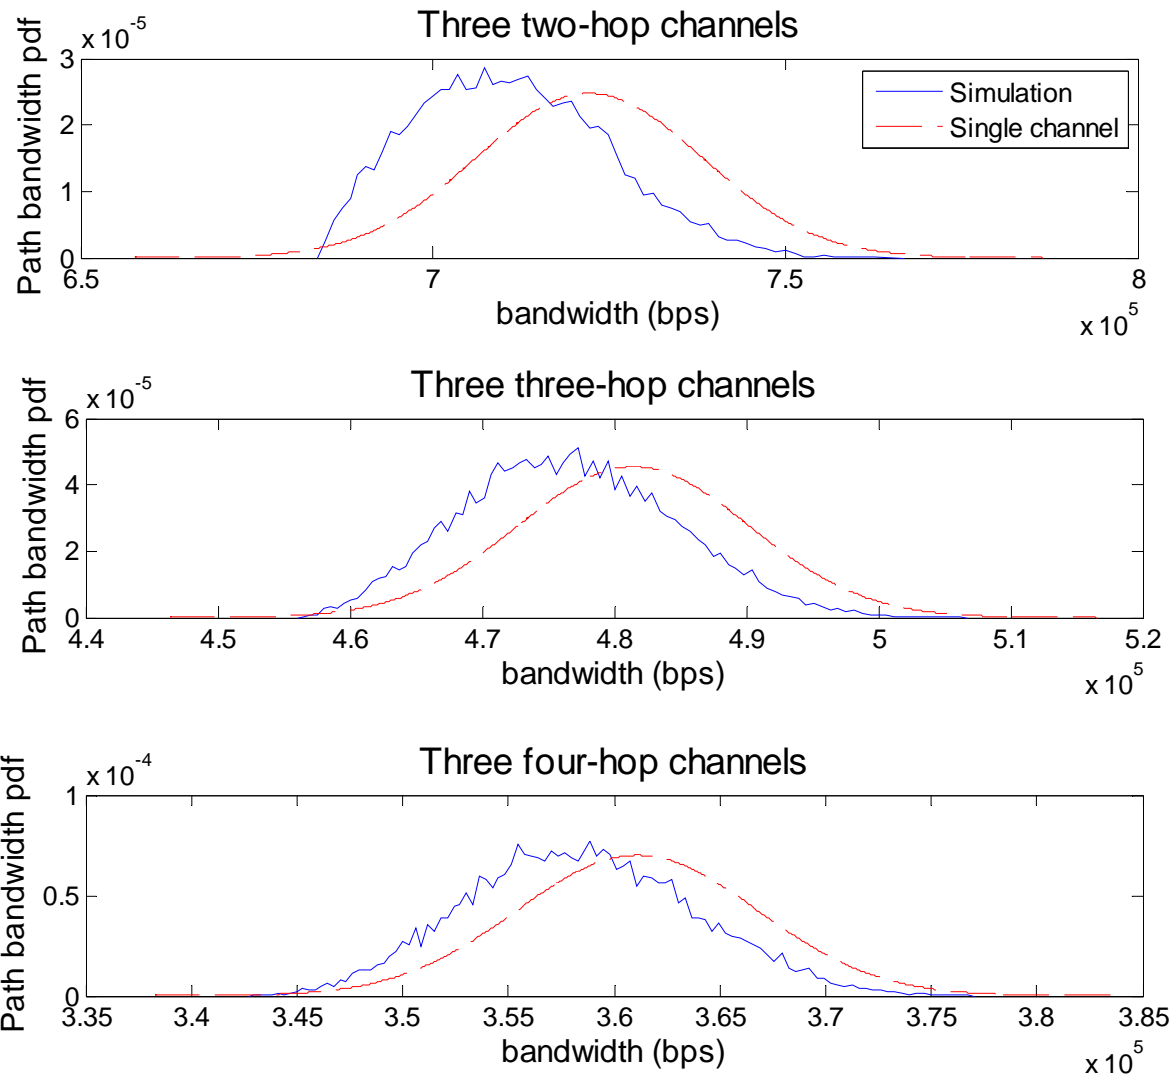 Three two-hop channels
x 10^-5
Path bandwidth pdf
3
2
1
0
Simulation
Single channel
6.5 7 7.5 8
bandwidth (bps)
x 10^5
Three three-hop channels
x 10^-5
Path bandwidth pdf
6
4
2
0
4.4 4.5 4.6 4.7 4.8 4.9 5 5.1 5.2
bandwidth (bps)
x 10^5
Three four-hop channels
x 10^-4
Path bandwidth pdf
1
0.5
0
3.35 3.4 3.45 3.5 3.55 3.6 3.65 3.7 3.75 3.8 3.85
bandwidth (bps)
x 10^5